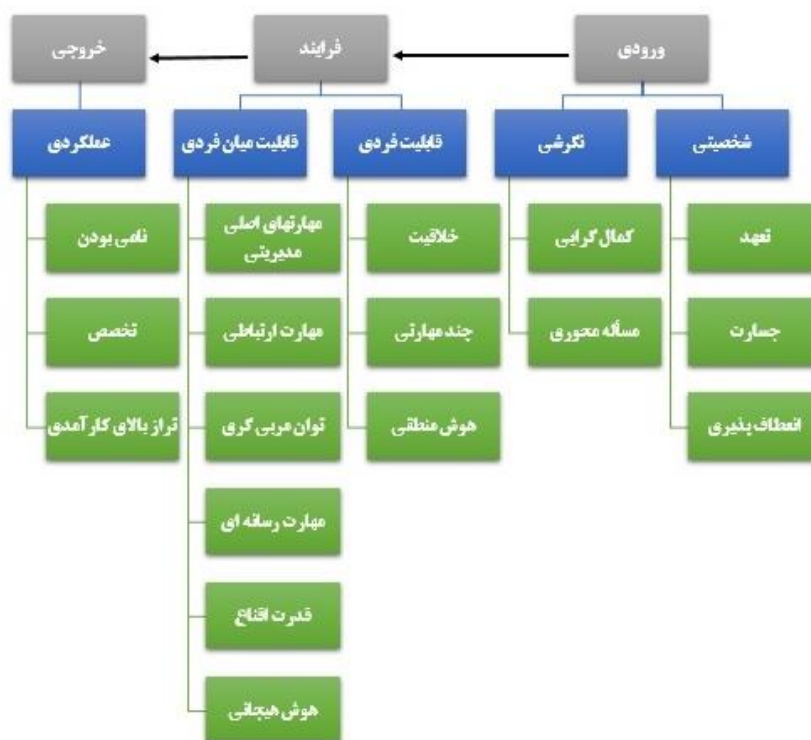 ورودی
فرایند
خروجی
شخصیتی
نگرشی
قابلیت فردی
قابلیت میان فردی
عملکردی
تعهد
جسارت
انعطاف پذیری
کمال گرایی
مسأله محوری
خلاقیت
چند مهارتی
هوش منطقی
مهارتهای اصلی
مدیریتی
مهارت ارتباطی
توان مربی گری
مهارت رسانه ای
قدرت اقناع
هوش هیجانی
نامی بودن
تخصص
تراز بالای کارآمدی